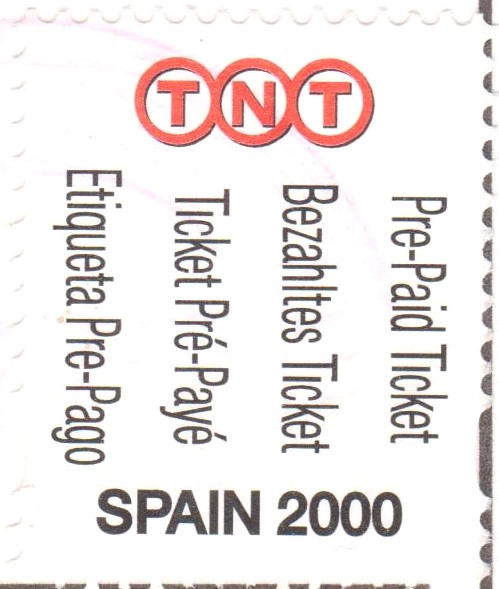 TNT
Pre-Paid Ticket
Bezahltes Ticket
Ticket Pré-Payé
Etiqueta Pre-Pago
SPAIN 2000